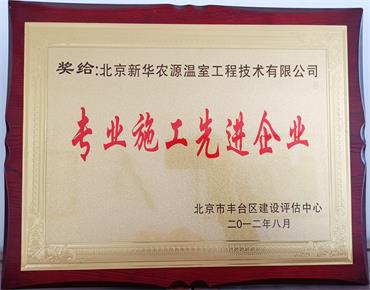 奖给:北京新华农源温室工程技术有限公司
专业施工先进企业
北京市丰台区建设评估中心
二〇一二年八月